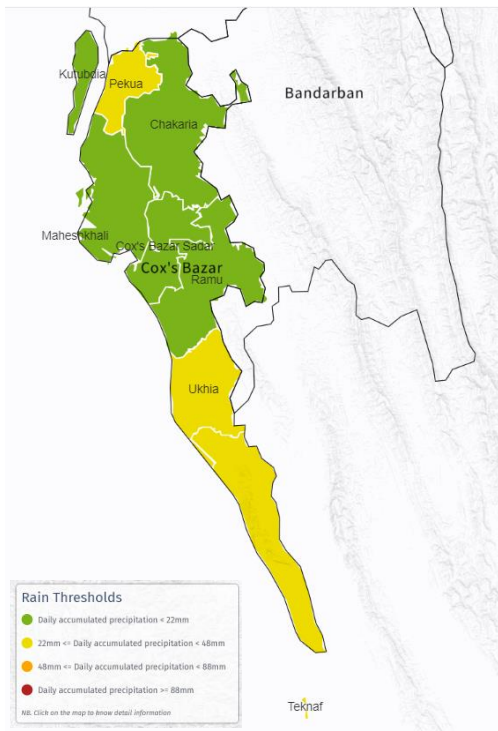 Kutubdia
Pekua
Bandarban
Chakaria
Maheshkhali
Cox's Bazar Sadar
Cox's Bazar
Ramu
Ukhia
Rain Thresholds
Daily accumulated precipitation < 22mm
22mm <= Daily accumulated precipitation < 48mm
48mm <= Daily accumulated precipitation < 88mm
Daily accumulated precipitation >= 88mm
NB. Click on the map to know detail information
Teknaf